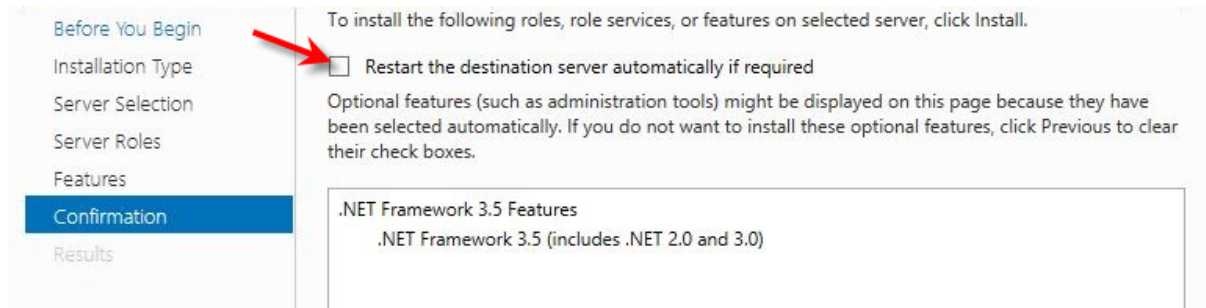 Before You Begin
Installation Type
Server Selection
Server Roles
Features
Confirmation
Results
To install the following roles, role services, or features on selected server, click Install.
Restart the destination server automatically if required
Optional features (such as administration tools) might be displayed on this page because they have
been selected automatically. If you do not want to install these optional features, click Previous to clear
their check boxes.
.NET Framework 3.5 Features
.NET Framework 3.5 (includes .NET 2.0 and 3.0)